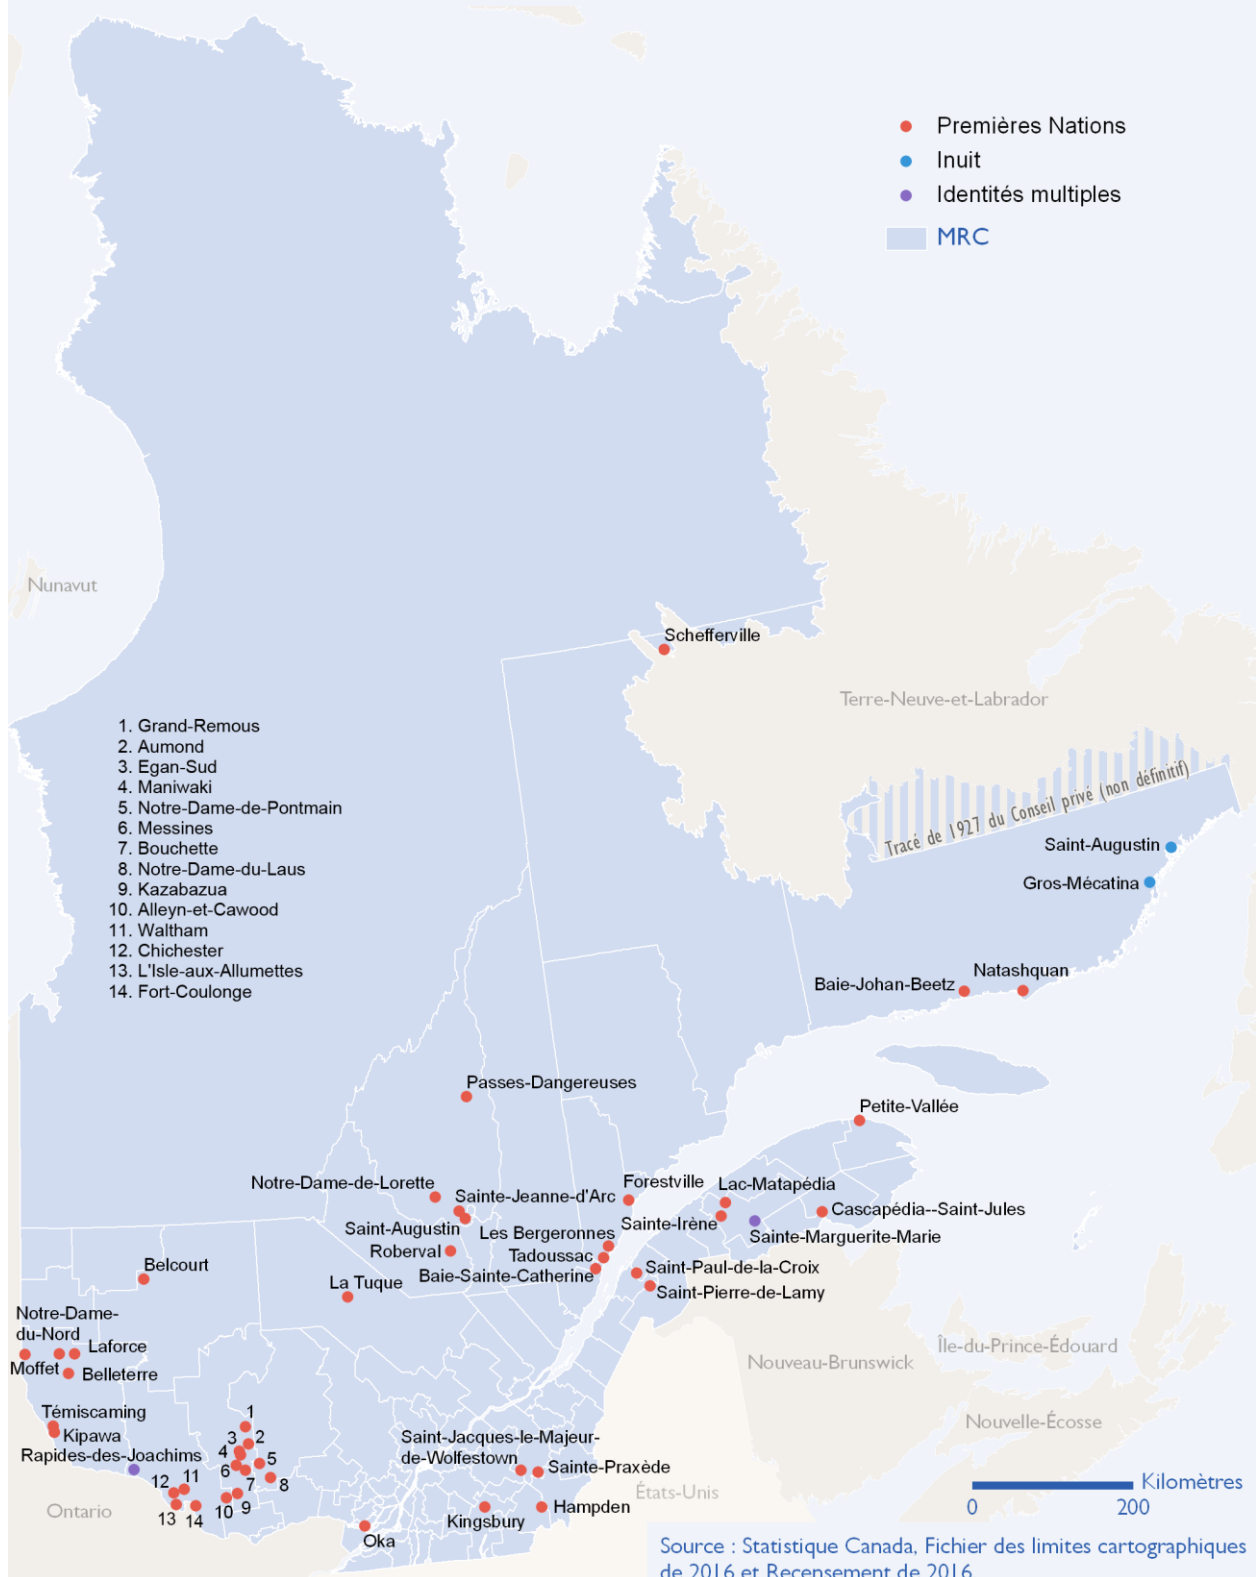 Premières Nations
Inuit
Identités multiples
MRC
Nunavut
Schefferville
Terre-Neuve-et-Labrador
1. Grand-Remous
2. Aumond
3. Egan-Sud
4. Maniwaki
5. Notre-Dame-de-Pontmain
6. Messines
7. Bouchette
8. Notre-Dame-du-Laus
9. Kazabazua
10. Alleyn-et-Cawood
11. Waltham
12. Chichester
13. L'Isle-aux-Allumettes
14. Fort-Coulonge
Tracé de 1927 du Conseil privé (non définitif)
Saint-Augustin
Gros-Mécatina
Natashquan
Baie-Johan-Beetz
Passes-Dangereuses
Petite-Vallée
Notre-Dame-de-Lorette
Sainte-Jeanne-d'Arc
Forestville
Lac-Matapédia
Saint-Augustin
Les Bergeronnes
Sainte-Irène
Cascapédia--Saint-Jules
Sainte-Marguerite-Marie
Roberval
Tadoussac
Baie-Sainte-Catherine
Saint-Paul-de-la-Croix
Saint-Pierre-de-Lamy
Belcourt
La Tuque
Notre-Dame-
du-Nord
Laforce
Moffet
Belleterre
Île-du-Prince-Édouard
Nouveau-Brunswick
Témiscaming
Kipawa
Rapides-des-Joachims
1
2
3
4
5
6
7
8
9
10
11
12
13
14
Nouvelle-Écosse
Saint-Jacques-le-Majeur-
de-Wolfestown
Sainte-Praxède
États-Unis
Hampden
Kingsbury
Oka
Ontario
Kilomètres
0
200
Source : Statistique Canada, Fichier des limites cartographiques
de 2016 et Recensement de 2016